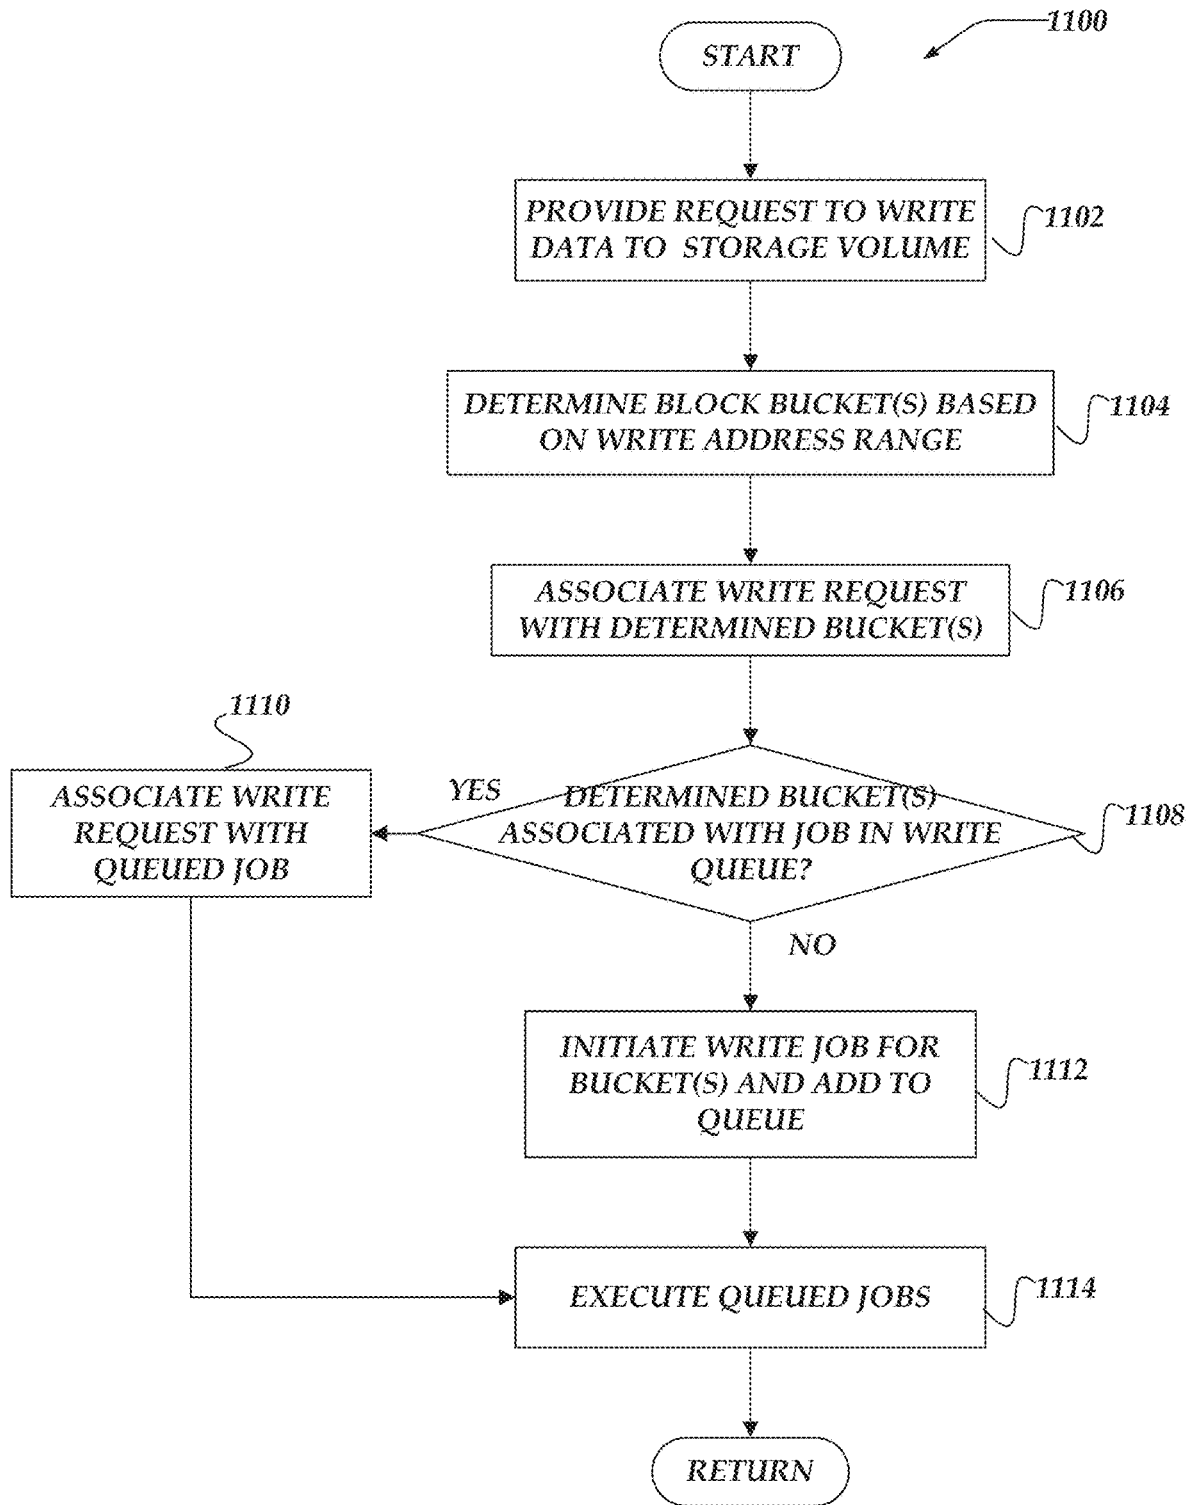 1100
START
PROVIDE REQUEST TO WRITE
DATA TO STORAGE VOLUME
1102
DETERMINE BLOCK BUCKET(S) BASED
ON WRITE ADDRESS RANGE
1104
ASSOCIATE WRITE REQUEST
WITH DETERMINED BUCKET(S)
1106
1110
ASSOCIATE WRITE
REQUEST WITH
QUEUED JOB
YES
DETERMINED BUCKET(S)
ASSOCIATED WITH JOB IN WRITE
QUEUE?
1108
NO
INITIATE WRITE JOB FOR
BUCKET(S) AND ADD TO
QUEUE
1112
EXECUTE QUEUED JOBS
1114
RETURN